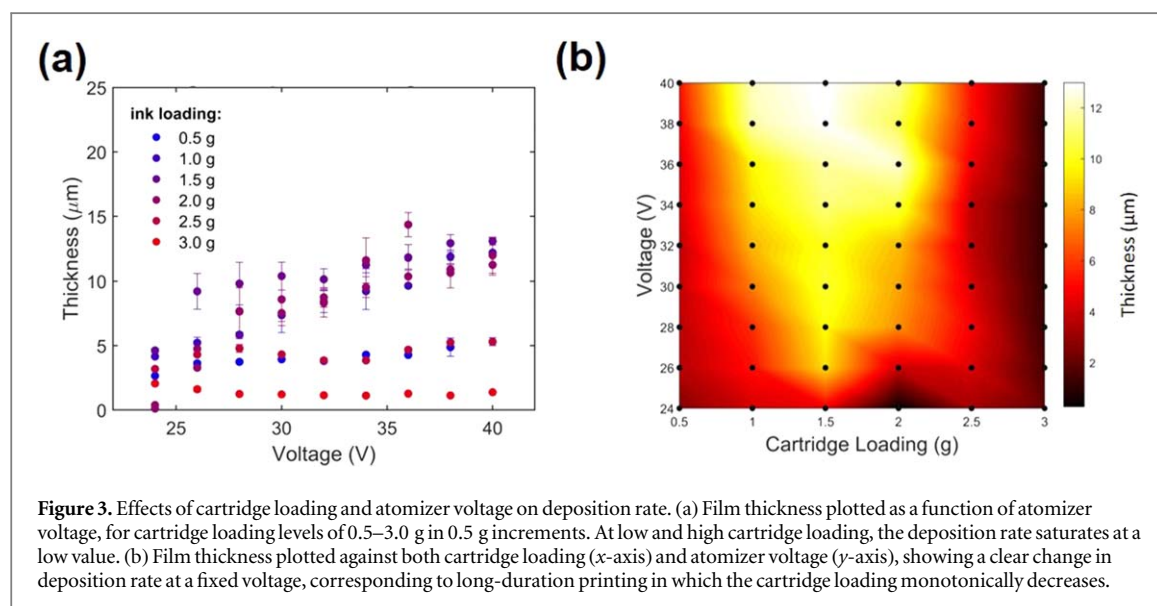 (a)
25
20
15
10
5
0
Thickness (μm)
ink loading:
0.5 g
1.0 g
1.5 g
2.0 g
2.5 g
3.0 g
25
30
35
40
Voltage (V)
(b)
40
38
36
34
32
30
28
26
24
Voltage (V)
0.5
1
1.5
2
2.5
3
Cartridge Loading (g)
12
10
8
6
4
2
Thickness (μm)
Figure 3. Effects of cartridge loading and atomizer voltage on deposition rate. (a) Film thickness plotted as a function of atomizer
voltage, for cartridge loading levels of 0.5–3.0 g in 0.5 g increments. At low and high cartridge loading, the deposition rate saturates at a
low value. (b) Film thickness plotted against both cartridge loading (x-axis) and atomizer voltage (y-axis), showing a clear change in
deposition rate at a fixed voltage, corresponding to long-duration printing in which the cartridge loading monotonically decreases.